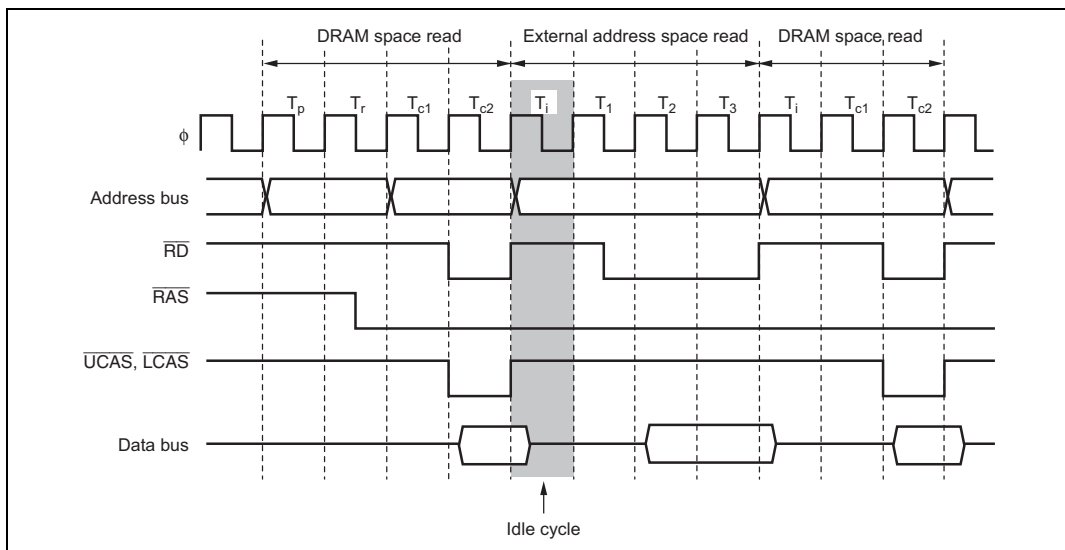 DRAM space read External address space read DRAM space read
Tp Tr Tc1 Tc2 Ti T1 T2 T3 Ti Tc1 Tc2
ϕ
Address bus
RD
RAS
UCAS, LCAS
Data bus
Idle cycle